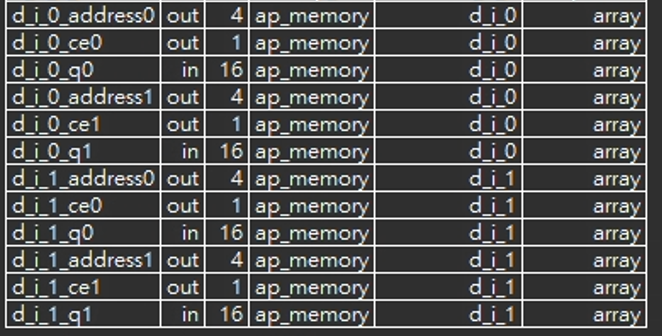 d_i_0_address0 out 4 ap_memory d_i_0 array
d_i_0_ce0 out 1 ap_memory d_i_0 array
d_i_0_q0 in 16 ap_memory d_i_0 array
d_i_0_address1 out 4 ap_memory d_i_0 array
d_i_0_ce1 out 1 ap_memory d_i_0 array
d_i_0_q1 in 16 ap_memory d_i_0 array
d_i_1_address0 out 4 ap_memory d_i_1 array
d_i_1_ce0 out 1 ap_memory d_i_1 array
d_i_1_q0 in 16 ap_memory d_i_1 array
d_i_1_address1 out 4 ap_memory d_i_1 array
d_i_1_ce1 out 1 ap_memory d_i_1 array
d_i_1_q1 in 16 ap_memory d_i_1 array